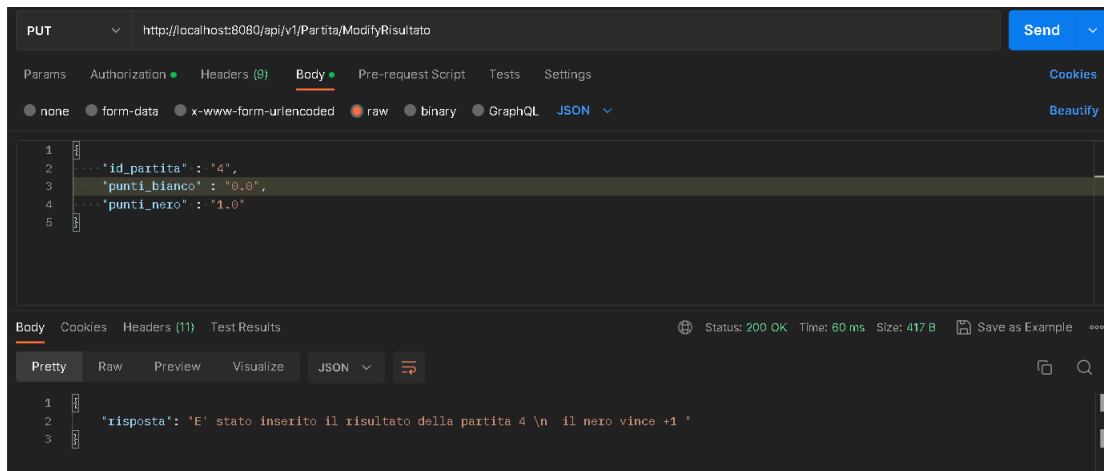 PUT http://localhost:8080/api/v1/Partita/ModifyRisultato Send
Params Authorization Headers (9) Body Pre-request Script Tests Settings Cookies
none form-data x-www-form-urlencoded raw binary GraphQL JSON Beautify
1 {
2 "id_partita" : "4",
3 "punti_bianco" : "0.0",
4 "punti_nero" : "1.0"
5 }
Body Cookies Headers (11) Test Results Status: 200 OK Time: 60 ms Size: 417 B Save as Example
Pretty Raw Preview Visualize JSON
1 {
2 "risposta": "E' stato inserito il risultato della partita 4 \n  il nero vince +1 "
3 }